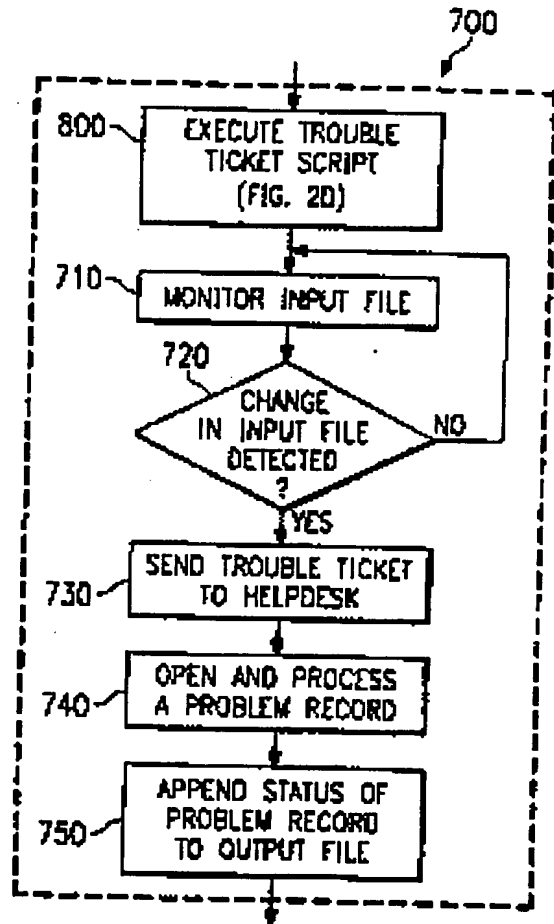 700
800
EXECUTE TROUBLE
TICKET SCRIPT
(FIG. 2D)
710
MONITOR INPUT FILE
720
CHANGE
IN INPUT FILE
DETECTED
?
NO
YES
730
SEND TROUBLE TICKET
TO HELPDESK
740
OPEN AND PROCESS
A PROBLEM RECORD
750
APPEND STATUS OF
PROBLEM RECORD
TO OUTPUT FILE